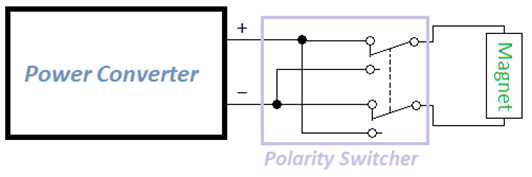 Power Converter
+
−
Polarity Switcher
Magnet